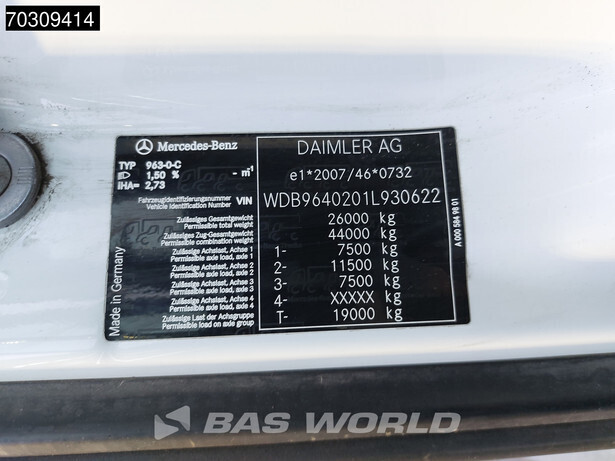 70309414
Mercedes-Benz
DAIMLER AG
TYP 963-0-C
1,50 % - m⁻¹
IHA= 2,73
e1*2007/46*0732
Fahrzeugidentifizierungsnummer
Vehicle Identification Number VIN WDB9640201L930622
Zulässiges Gesamtgewicht
Permissible total weight 26000 kg
Zulässiges Zug-Gesamtgewicht
Permissible combination weight 44000 kg
Zulässige Achslast, Achse 1
Permissible axle load, axle 1 1- 7500 kg
Zulässige Achslast, Achse 2
Permissible axle load, axle 2 2- 11500 kg
Zulässige Achslast, Achse 3
Permissible axle load, axle 3 3- 7500 kg
Zulässige Achslast, Achse 4
Permissible axle load, axle 4 4- XXXXX kg
Zulässige Last der Achsgruppe
Permissible load on axle group T- 19000 kg
Made in Germany
A 000 584 98 01
BAS WORLD